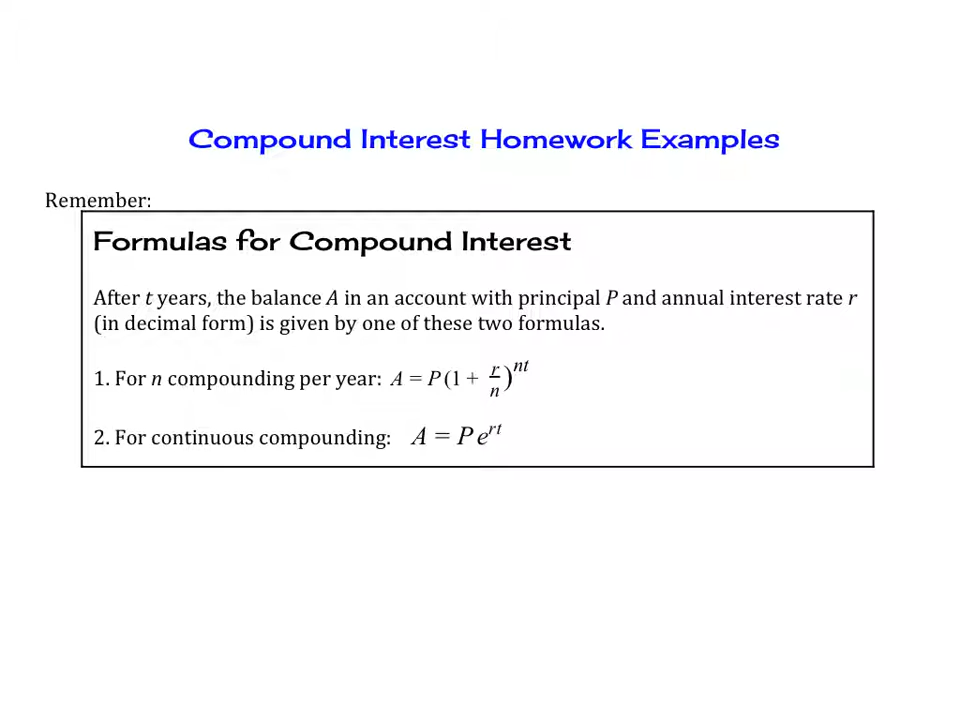 Compound Interest Homework Examples
Remember:
Formulas for Compound Interest
After t years, the balance A in an account with principal P and annual interest rate r
(in decimal form) is given by one of these two formulas.
1. For n compounding per year: A = P(1 + r/n)^nt
2. For continuous compounding: A = P e^rt